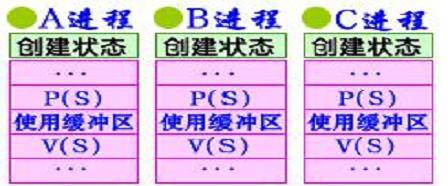 A进程 B进程 C进程
创建状态 创建状态 创建状态
... ... ...
P(S) P(S) P(S)
使用缓冲区 使用缓冲区 使用缓冲区
V(S) V(S) V(S)
... ... ...